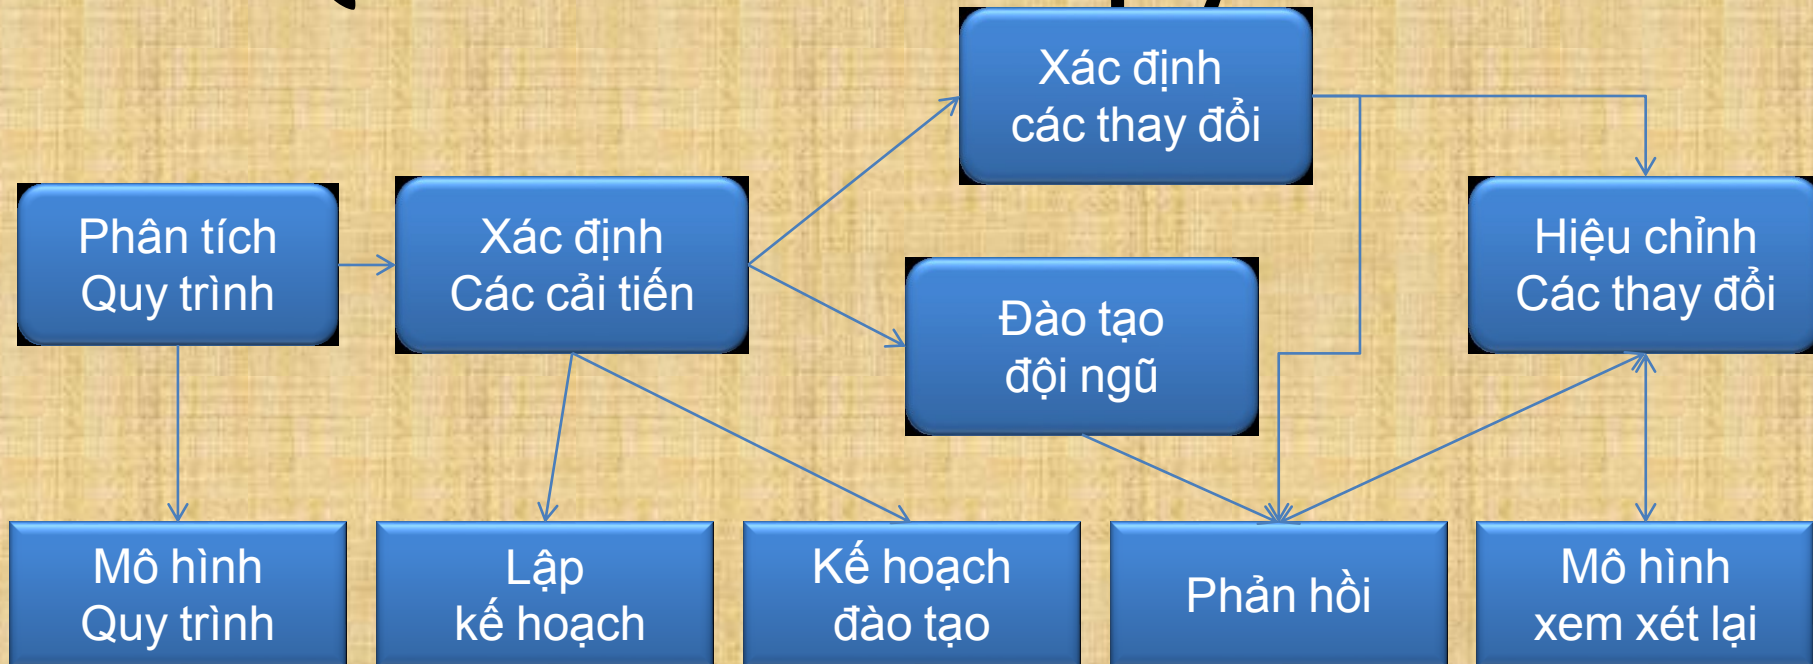 Xác định
các thay đổi
Phân tích
Quy trình
Xác định
Các cải tiến
Hiệu chỉnh
Các thay đổi
Đào tạo
đội ngũ
Mô hình
Quy trình
Lập
kế hoạch
Kế hoạch
đào tạo
Phản hồi
Mô hình
xem xét lại